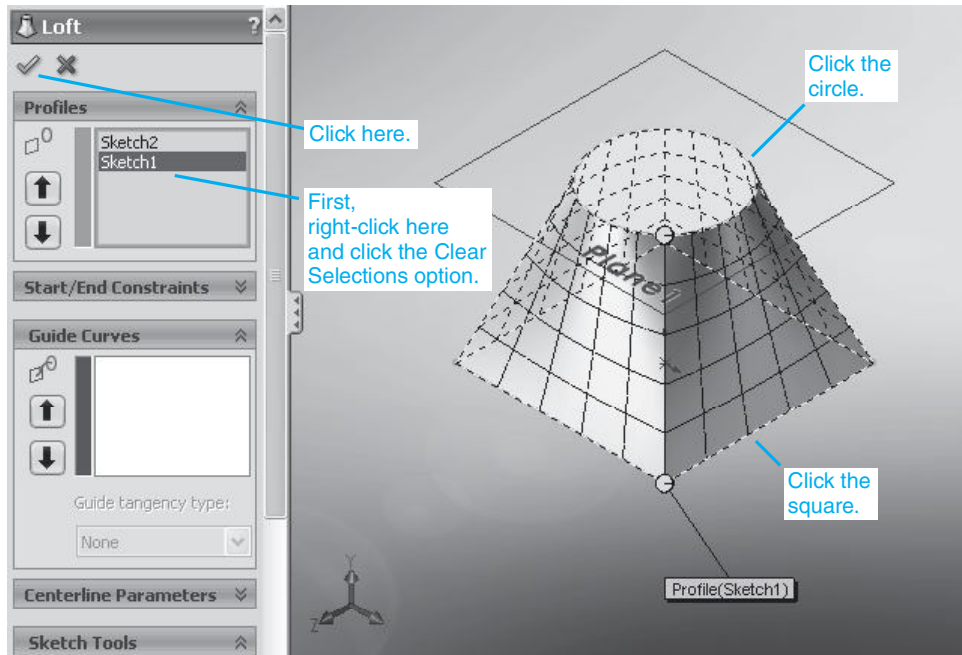 Loft ?
Profiles
Sketch2
Sketch1
Start/End Constraints
Guide Curves
Guide tangency type:
None
Centerline Parameters
Sketch Tools
Click here.
First,
right-click here
and click the Clear
Selections option.
Click the
circle.
Plane1
Click the
square.
Profile(Sketch1)
Y
Z